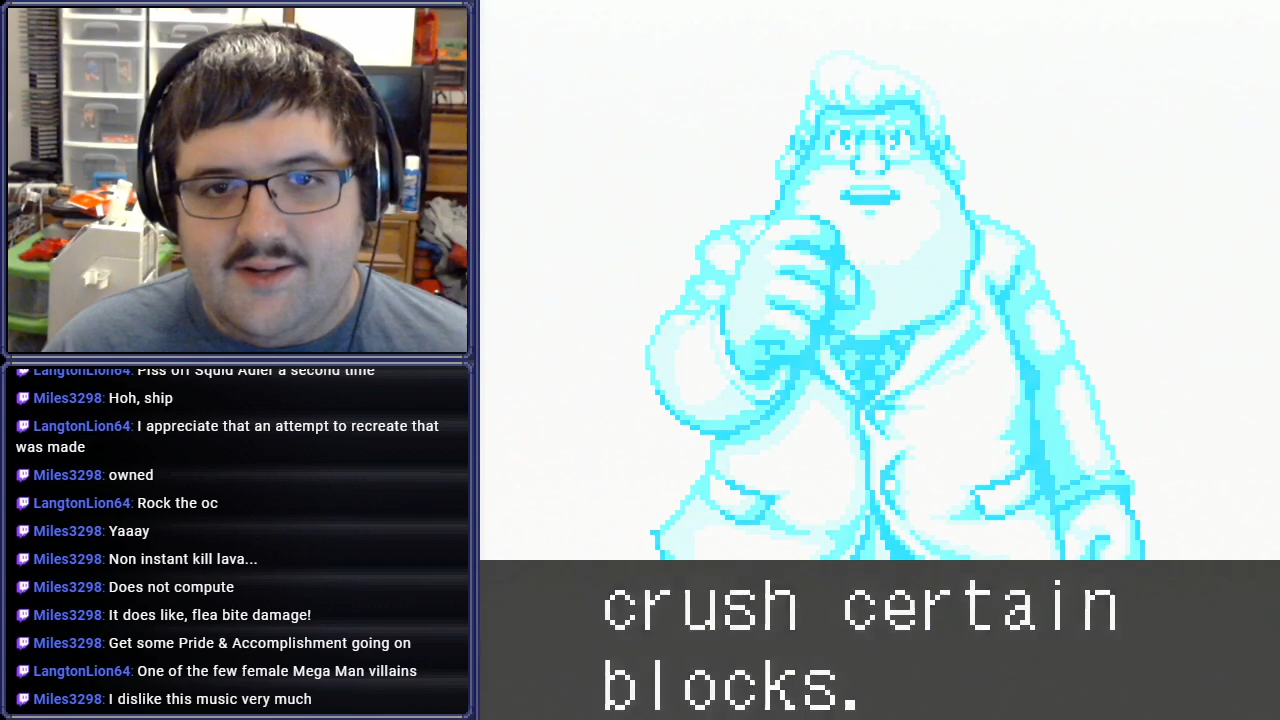 LangtonLion64: Piss off Squid Adler a second time
Miles3298: Hoh, ship
LangtonLion64: I appreciate that an attempt to recreate that
was made
Miles3298: owned
LangtonLion64: Rock the oc
Miles3298: Yaaay
Miles3298: Non instant kill lava...
Miles3298: Does not compute
Miles3298: It does like, flea bite damage!
Miles3298: Get some Pride & Accomplishment going on
LangtonLion64: One of the few female Mega Man villains
Miles3298: I dislike this music very much
crush certain
blocks.